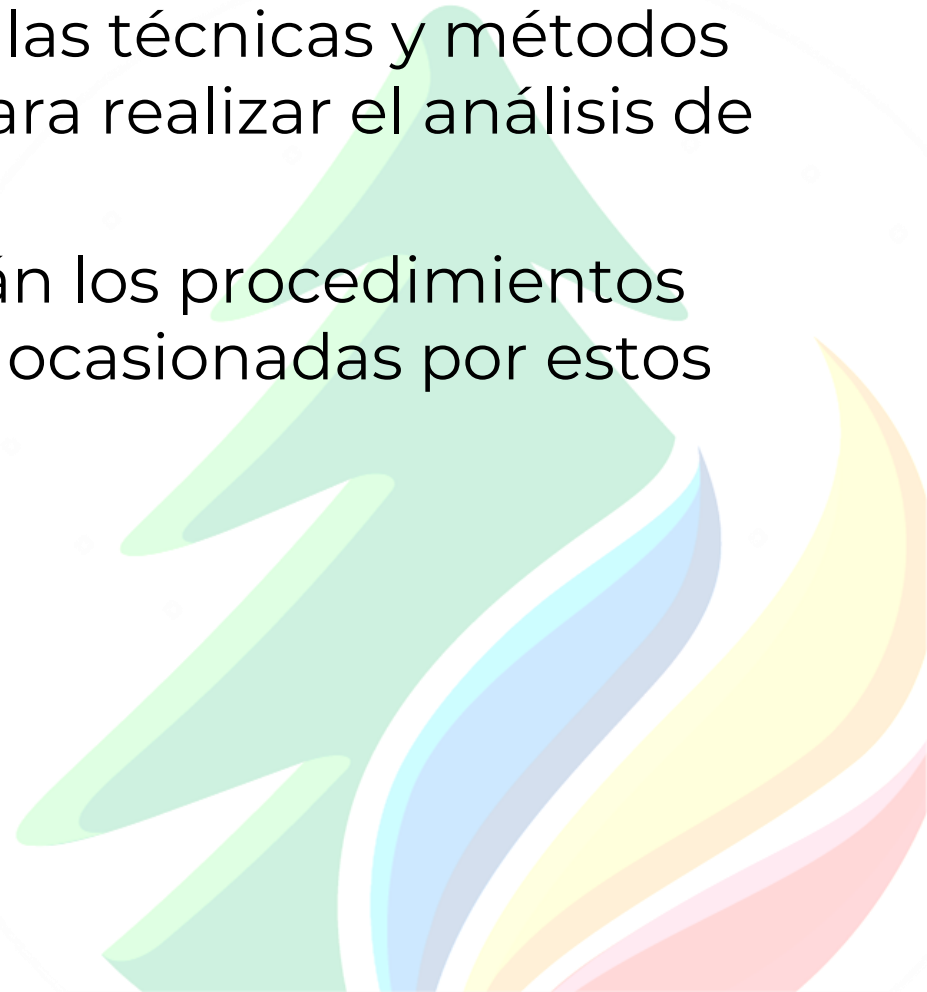 las técnicas y métodos
ara realizar el análisis de
án los procedimientos
ocasionadas por estos